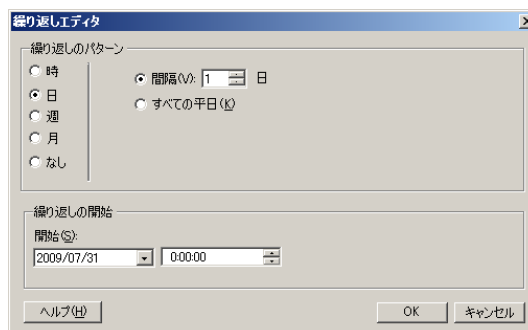 繰り返しエディタ
繰り返しのパターン
時
日
週
月
なし
間隔(V): 1 日
すべての平日(K)
繰り返しの開始
開始(S):
2009/07/31 0:00:00
ヘルプ(H) OK キャンセル